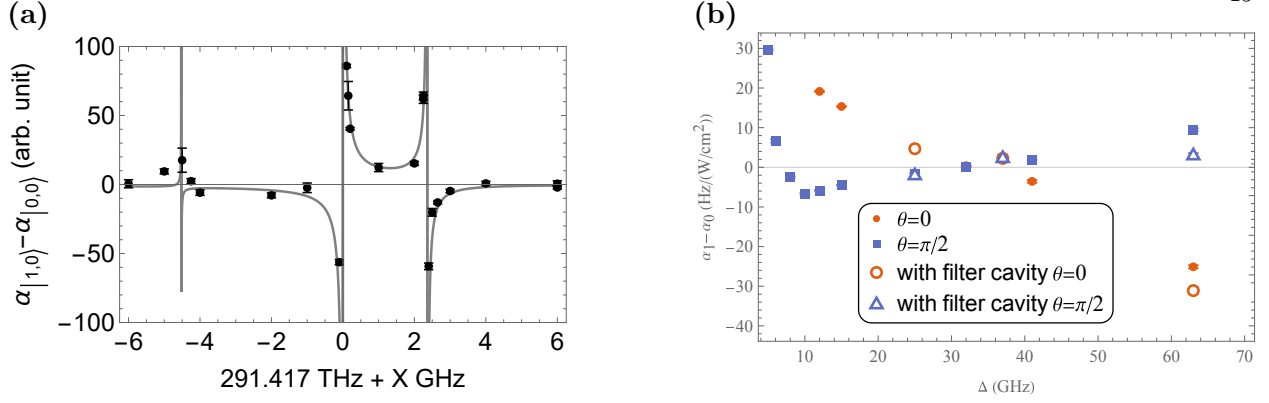 (a)
α|1,0⟩−α|0,0⟩ (arb. unit)
100
50
0
−50
−100
−6
−4
−2
0
2
4
6
291.417 THz + X GHz
(b)
α1−α0 (Hz/(W/cm2))
30
20
10
0
−10
−20
−30
−40
θ=0
θ=π/2
with filter cavity θ=0
with filter cavity θ=π/2
10
20
30
40
50
60
70
Δ (GHz)